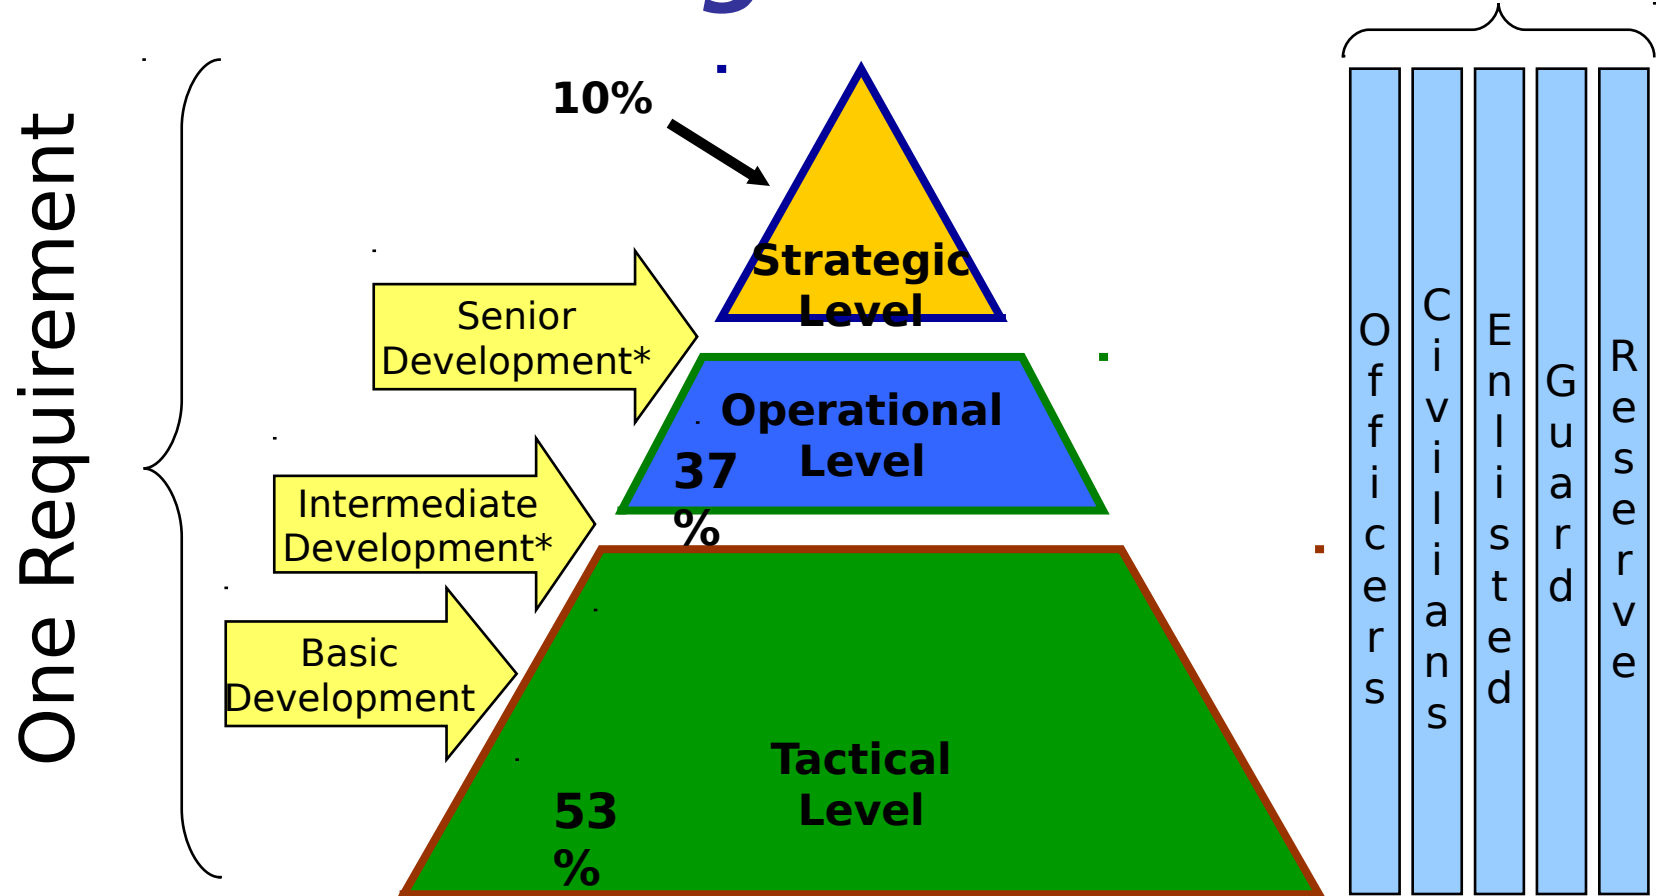 One Requirement
10%
Strategic
Level
Senior
Development*
Operational
Level
37
%
Intermediate
Development*
Basic
Development
Tactical
Level
53
%
Officers
Civilians
Enlisted
Guard
Reserve